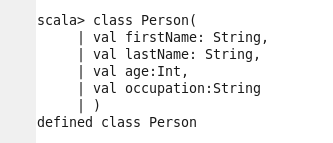 scala> class Person(
     | val firstName: String,
     | val lastName: String,
     | val age:Int,
     | val occupation:String
     | )
defined class Person